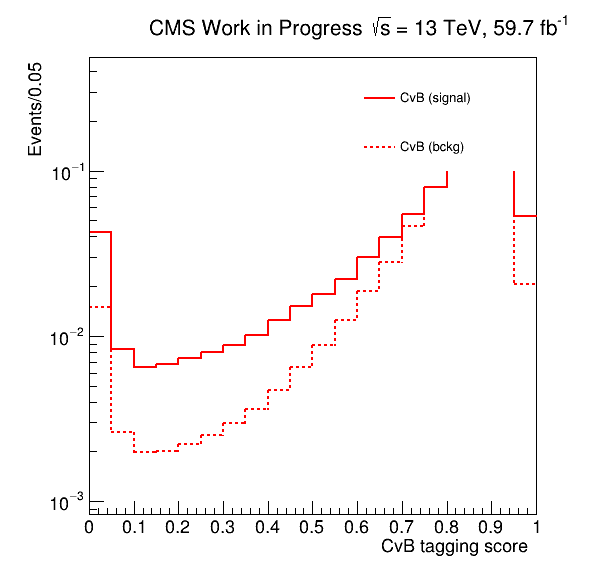 CMS Work in Progress √s = 13 TeV, 59.7 fb⁻¹
Events/0.05
CvB (signal)
CvB (bckg)
10⁻¹
10⁻²
10⁻³
0 0.1 0.2 0.3 0.4 0.5 0.6 0.7 0.8 0.9 1
CvB tagging score